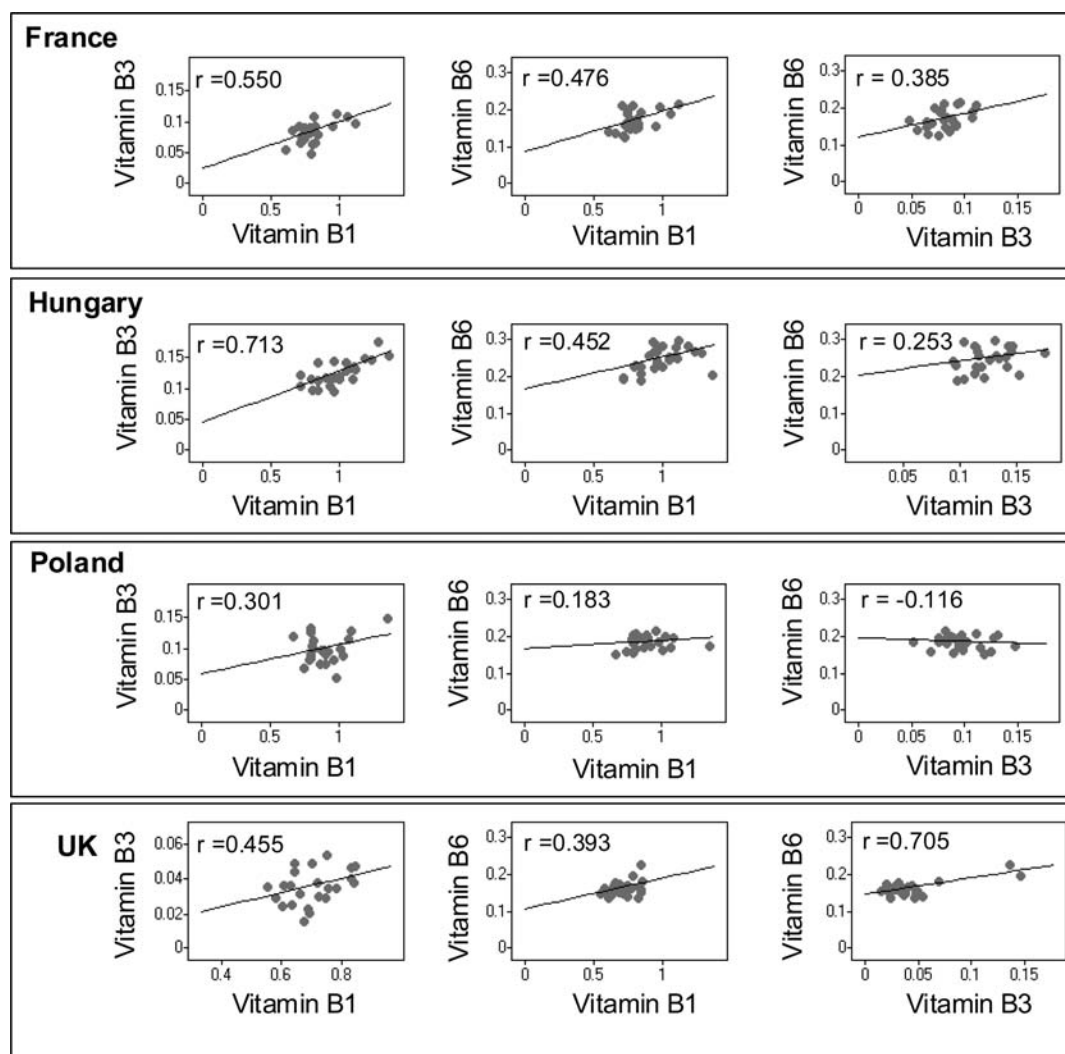 France
Vitamin B3
r =0.550
0.15
0.1
0.05
0
0 0.5 1
Vitamin B1
Vitamin B6
r =0.476
0.3
0.2
0.1
0
0 0.5 1
Vitamin B1
Vitamin B6
r = 0.385
0.3
0.2
0.1
0
0 0.05 0.1 0.15
Vitamin B3
Hungary
Vitamin B3
r =0.713
0.15
0.1
0.05
0
0 0.5 1
Vitamin B1
Vitamin B6
r =0.452
0.3
0.2
0.1
0
0 0.5 1
Vitamin B1
Vitamin B6
r = 0.253
0.3
0.2
0.1
0
0.05 0.1 0.15
Vitamin B3
Poland
Vitamin B3
r =0.301
0.15
0.1
0.05
0
0 0.5 1
Vitamin B1
Vitamin B6
r =0.183
0.3
0.2
0.1
0
0 0.5 1
Vitamin B1
Vitamin B6
r = -0.116
0.3
0.2
0.1
0
0 0.05 0.1 0.15
Vitamin B3
UK
Vitamin B3
r =0.455
0.06
0.04
0.02
0
0.4 0.6 0.8
Vitamin B1
Vitamin B6
r =0.393
0.3
0.2
0.1
0
0 0.5 1
Vitamin B1
Vitamin B6
r =0.705
0.3
0.2
0.1
0
0 0.05 0.1 0.15
Vitamin B3